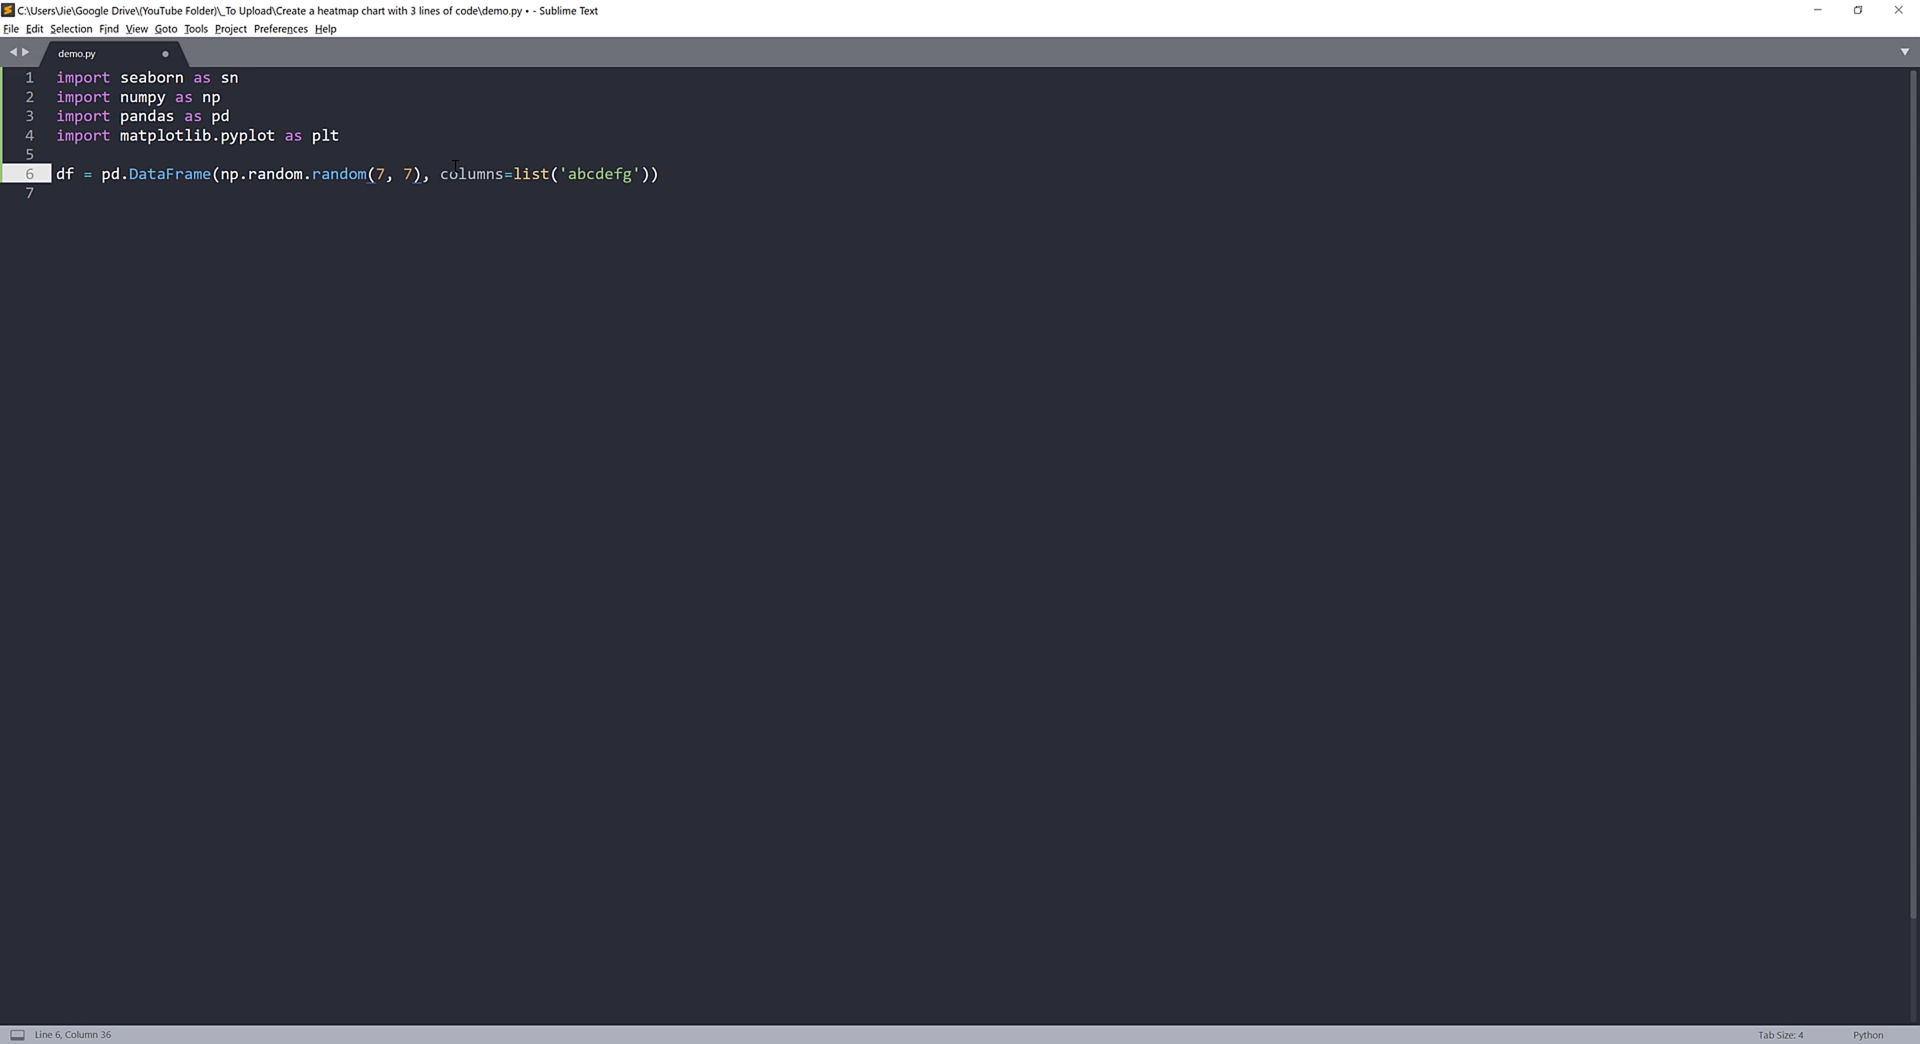 C:\Users\Jie\Google Drive\(YouTube Folder)\_To Upload\Create a heatmap chart with 3 lines of code\demo.py • - Sublime Text
File Edit Selection Find View Goto Tools Project Preferences Help
demo.py
1 import seaborn as sn
2 import numpy as np
3 import pandas as pd
4 import matplotlib.pyplot as plt
5
6 df = pd.DataFrame(np.random.random(7, 7), columns=list('abcdefg'))
7
Line 6, Column 36 Tab Size: 4 Python